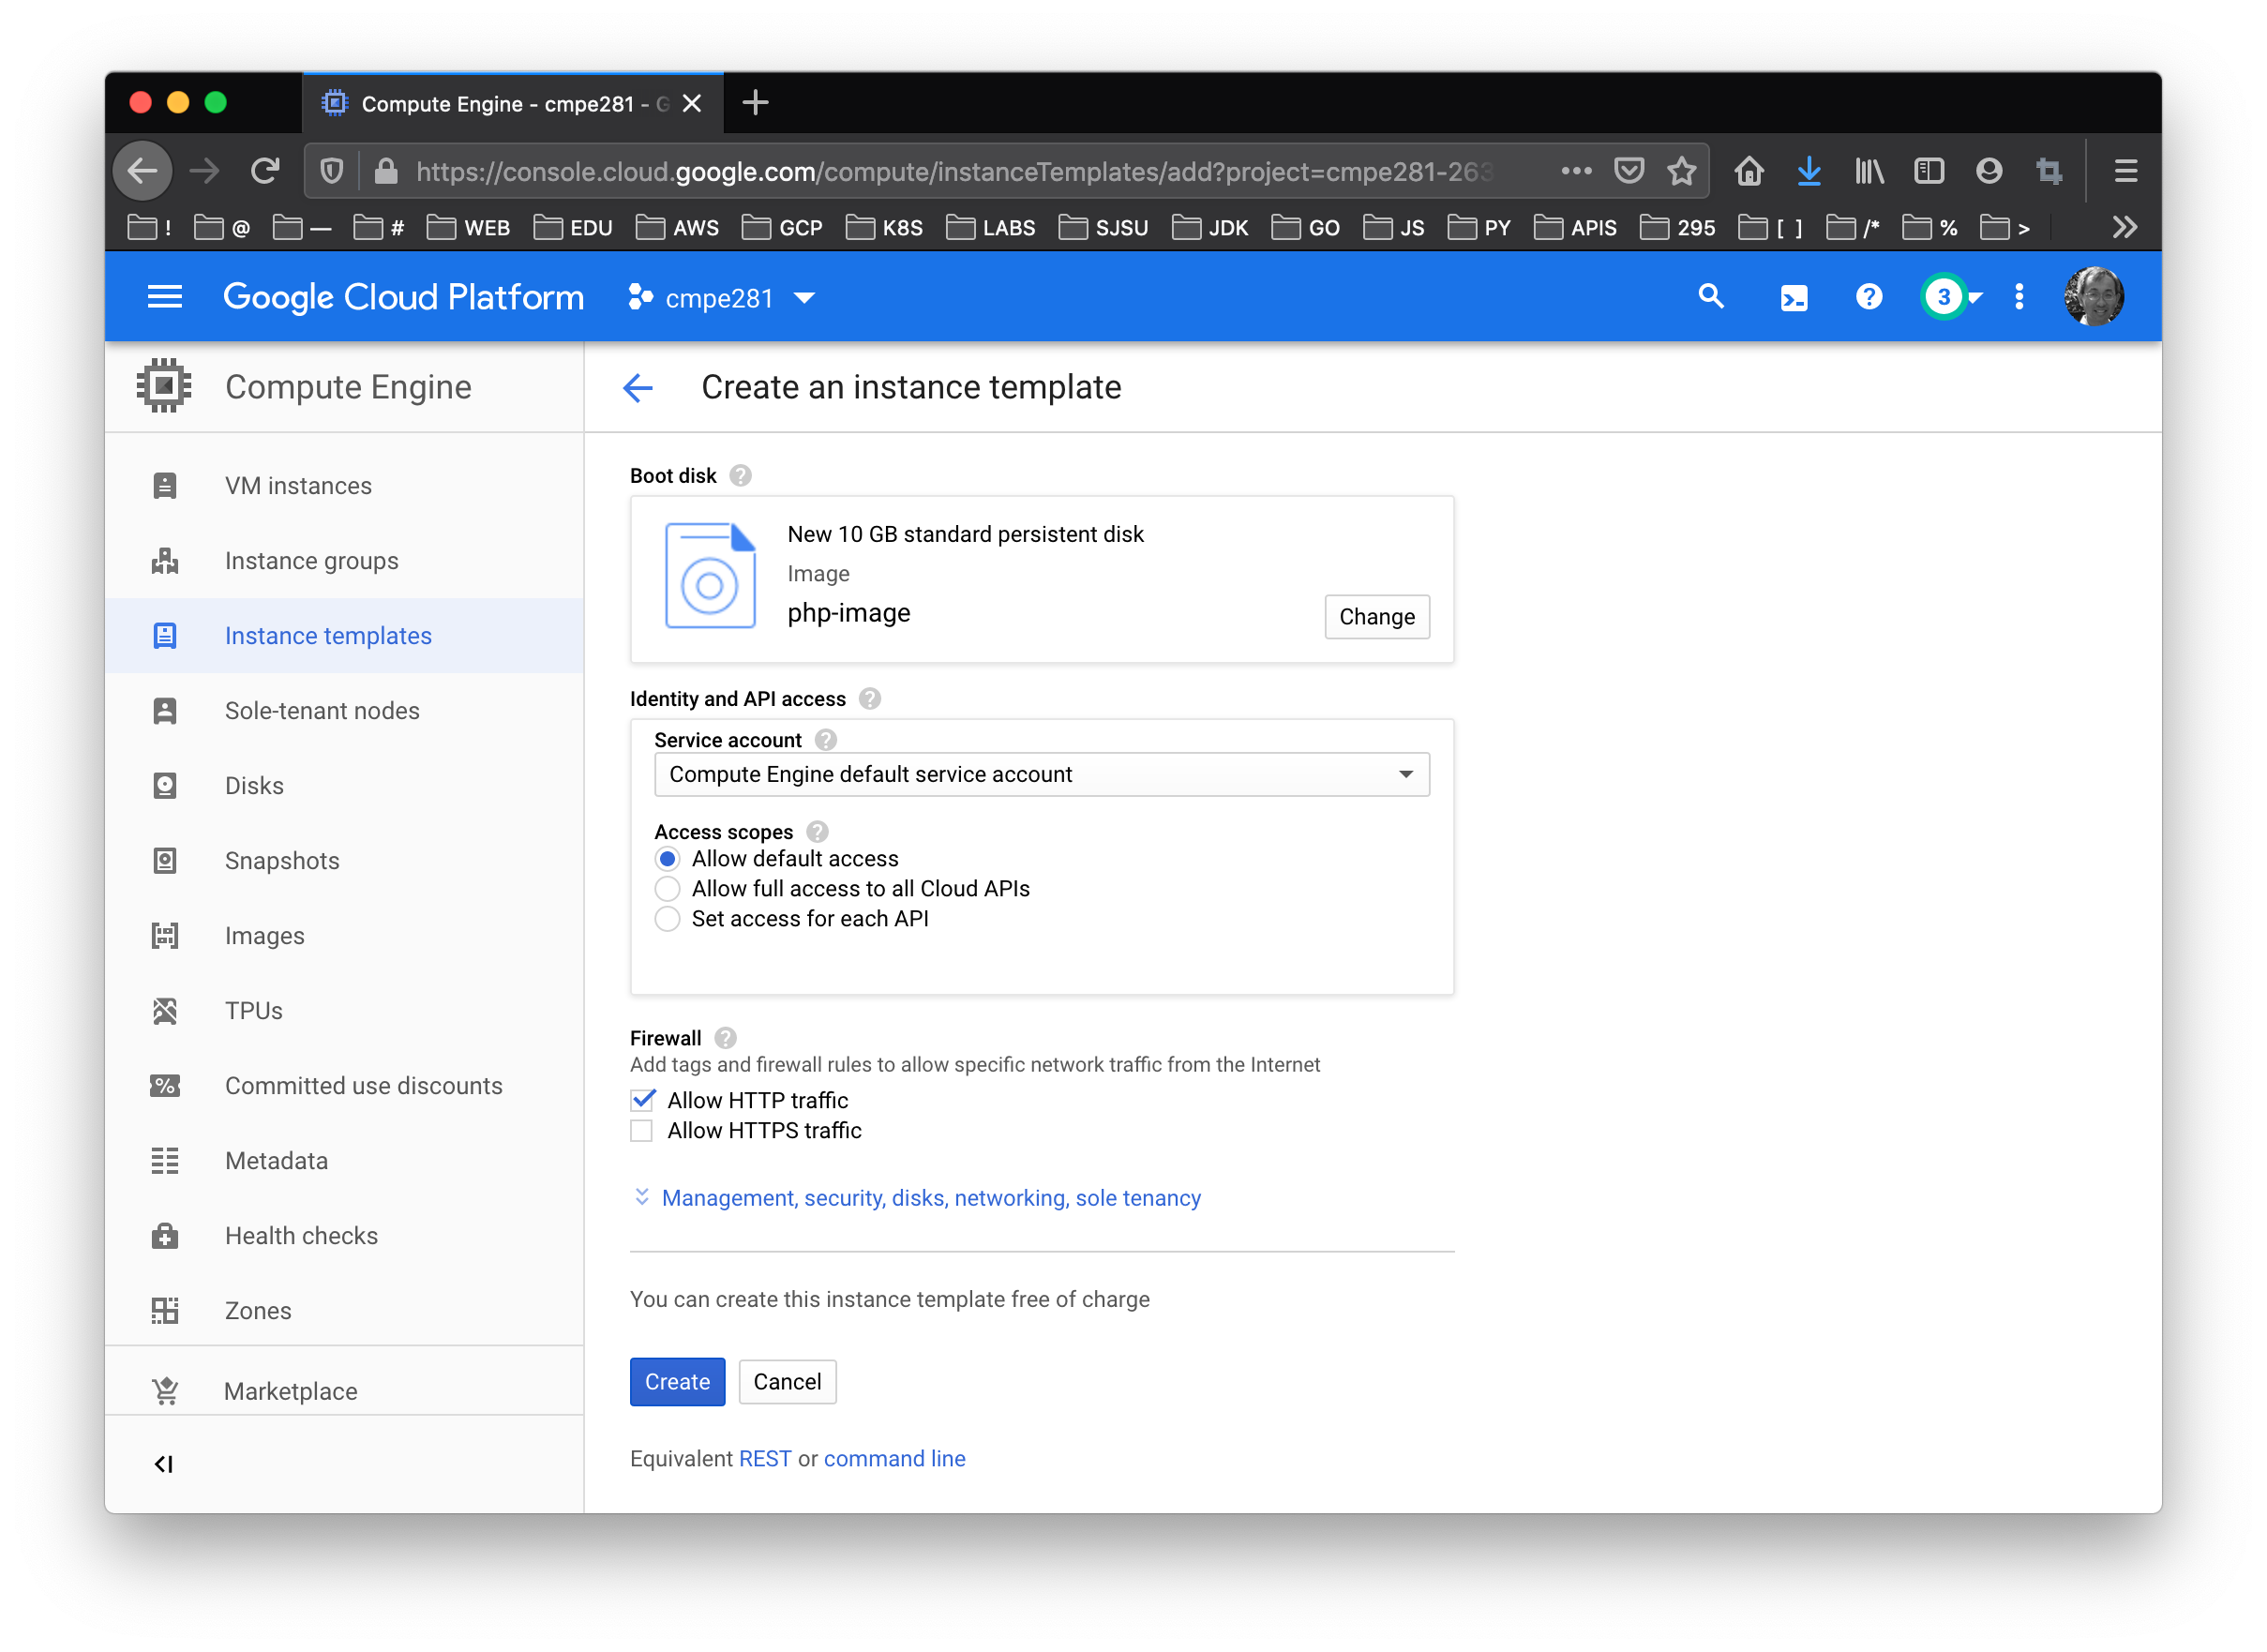 Compute Engine - cmpe281 - G
https://console.cloud.google.com/compute/instanceTemplates/add?project=cmpe281-263
! @ — # WEB EDU AWS GCP K8S LABS SJSU JDK GO JS PY APIS 295 [ ] /* % >
Google Cloud Platform cmpe281 3
Compute Engine
Create an instance template
VM instances
Instance groups
Instance templates
Sole-tenant nodes
Disks
Snapshots
Images
TPUs
Committed use discounts
Metadata
Health checks
Zones
Marketplace
Boot disk
New 10 GB standard persistent disk
Image
php-image
Change
Identity and API access
Service account
Compute Engine default service account
Access scopes
Allow default access
Allow full access to all Cloud APIs
Set access for each API
Firewall
Add tags and firewall rules to allow specific network traffic from the Internet
Allow HTTP traffic
Allow HTTPS traffic
Management, security, disks, networking, sole tenancy
You can create this instance template free of charge
Create Cancel
Equivalent REST or command line